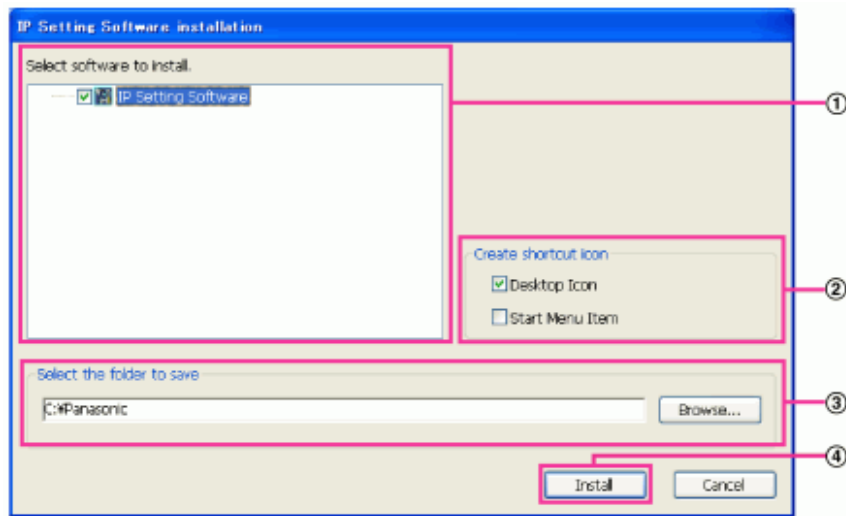 IP Setting Software installation
Select software to install.
IP Setting Software
①
Create shortcut icon
Desktop Icon
②
Start Menu Item
Select the folder to save
C:¥Panasonic
Browse...
③
④
Install
Cancel